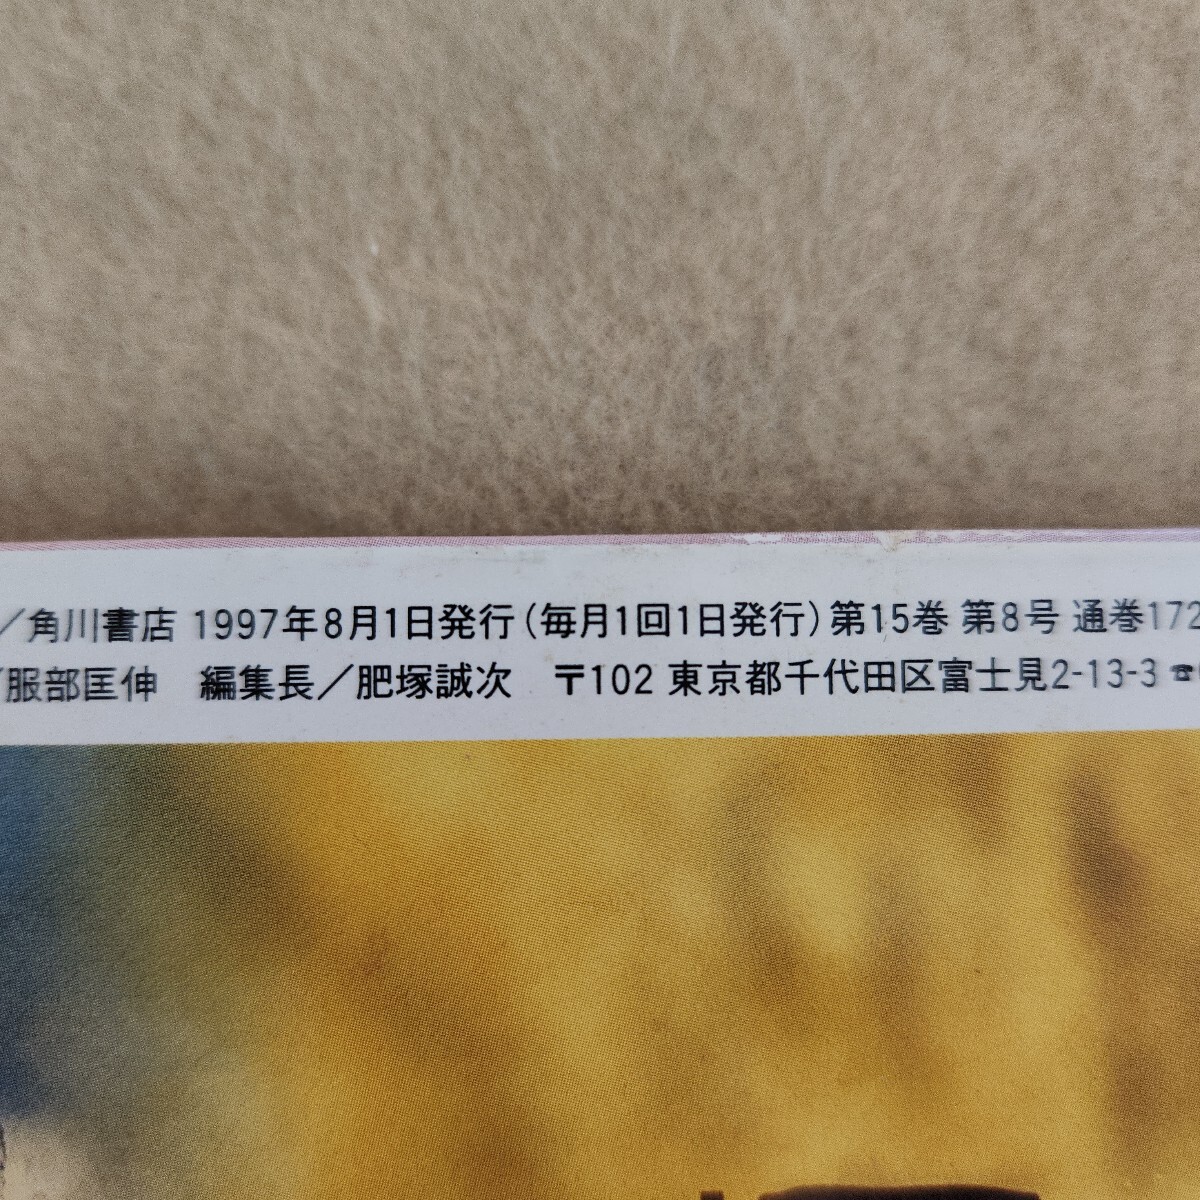 ／角川書店 1997年8月1日発行（毎月1回1日発行）第15巻 第8号 通巻172
／服部匡伸　編集長／肥塚誠次　〒102 東京都千代田区富士見2-13-3 ☎